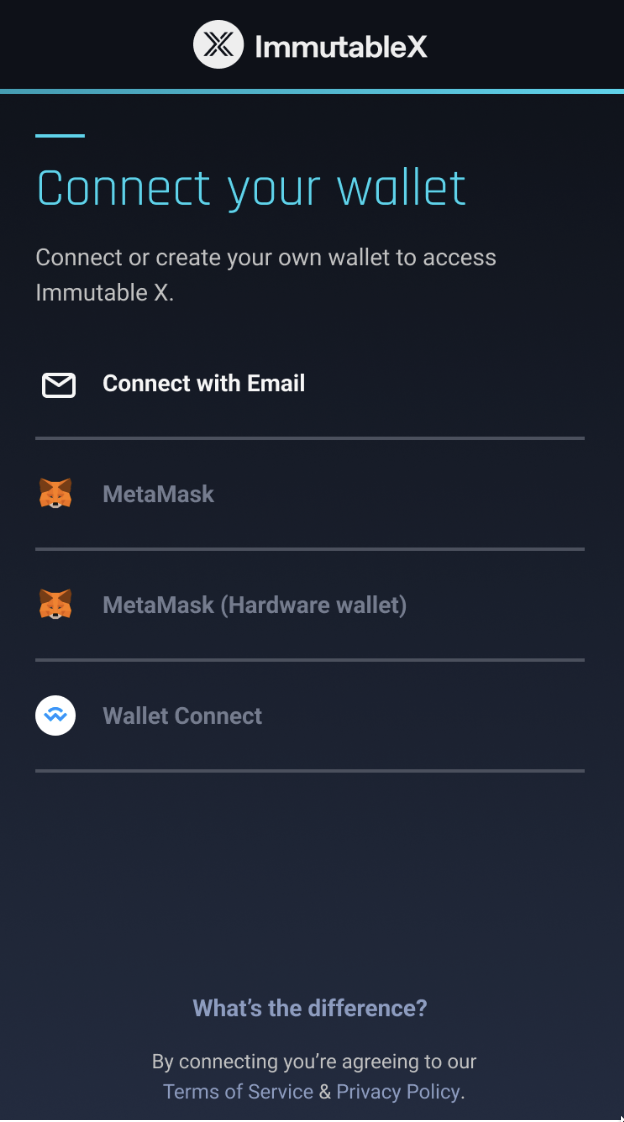 ImmutableX
Connect your wallet
Connect or create your own wallet to access
Immutable X.
Connect with Email
MetaMask
MetaMask (Hardware wallet)
Wallet Connect
What’s the difference?
By connecting you’re agreeing to our
Terms of Service & Privacy Policy.